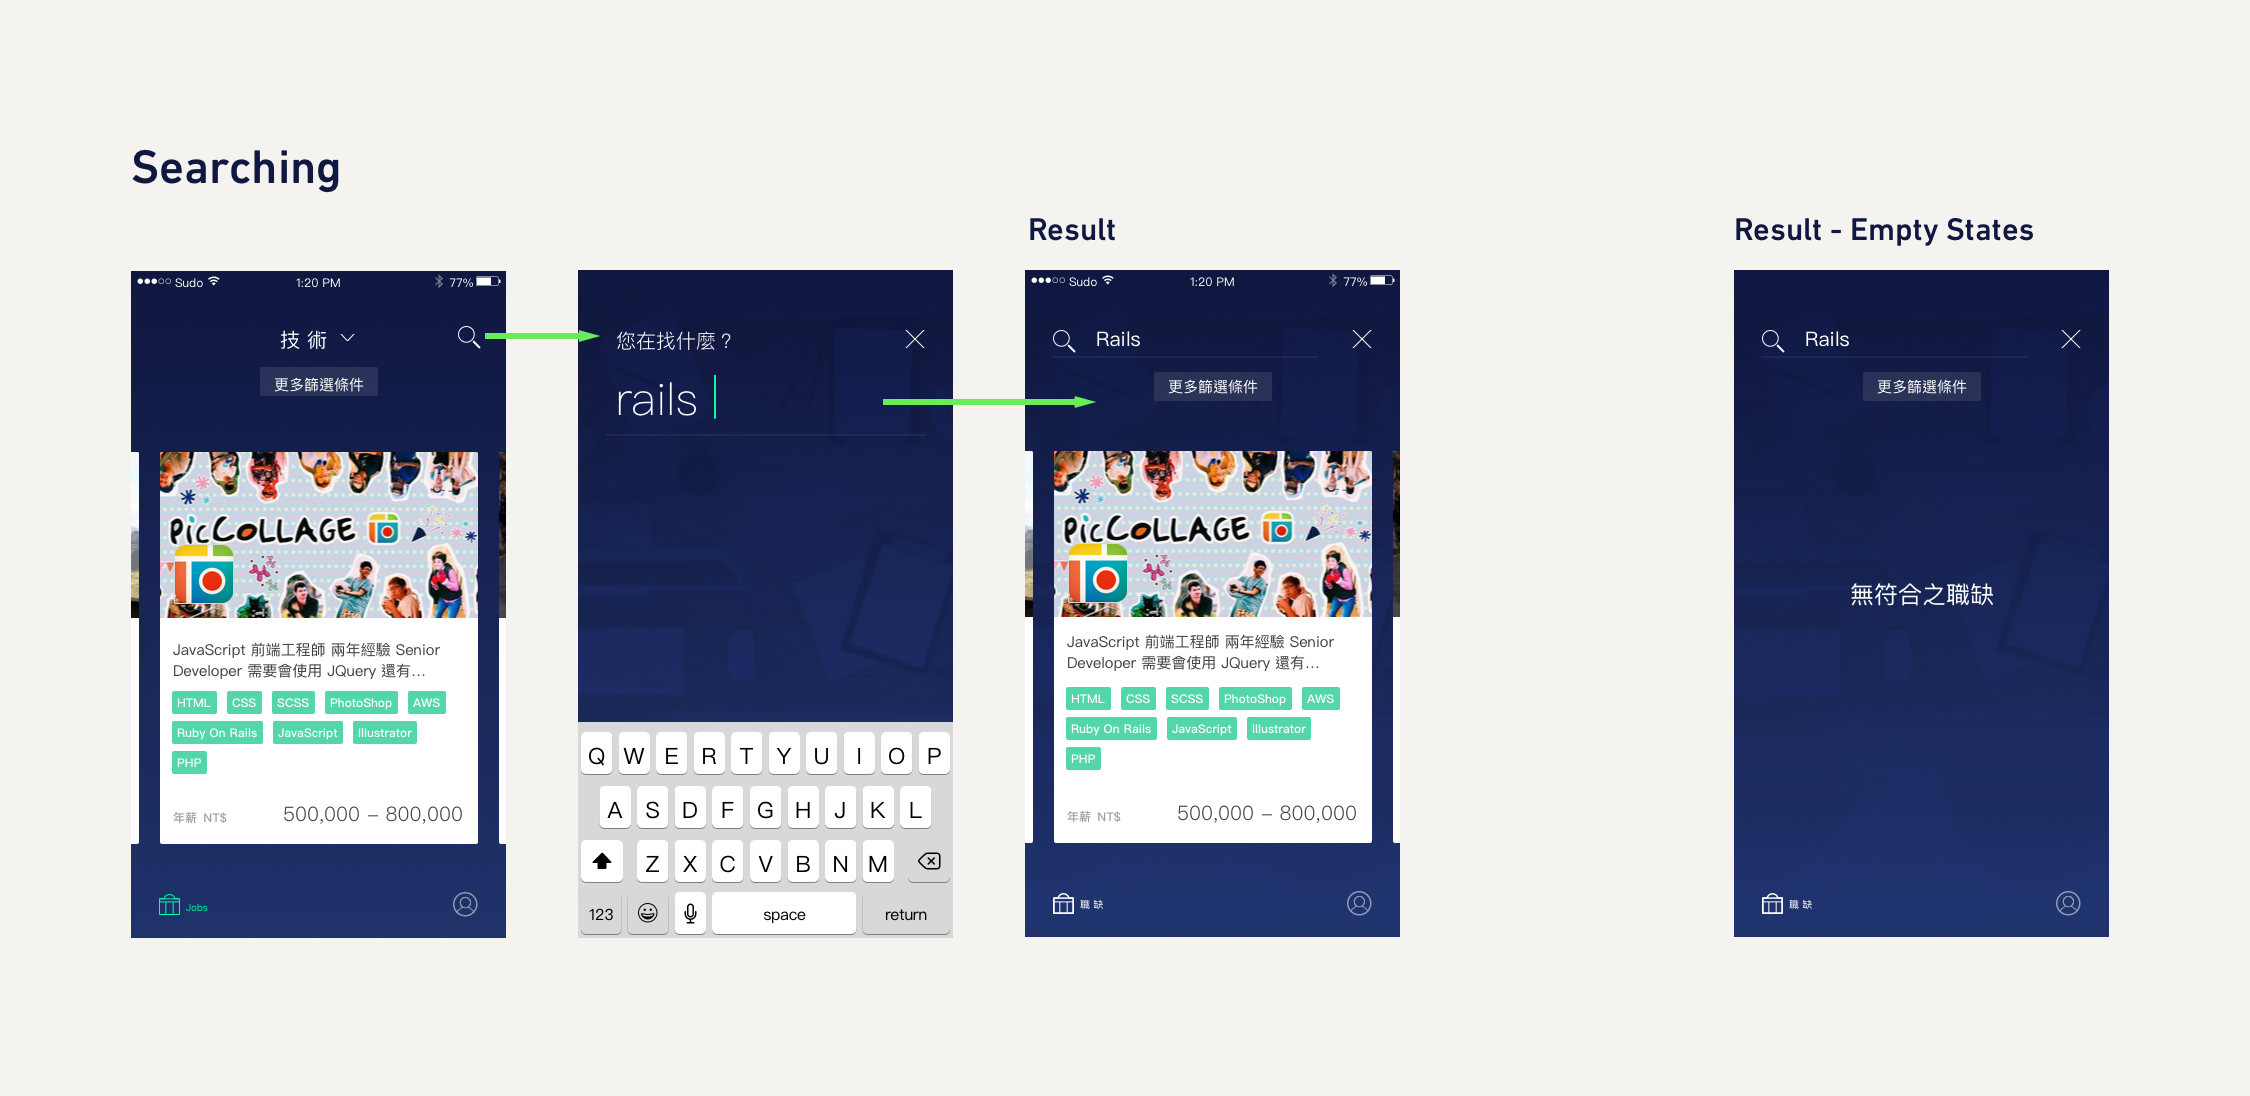 Searching
Result
Result - Empty States
Sudo 1:20 PM 77%
技術
更多篩選條件
PicCollage
JavaScript 前端工程師 兩年經驗 Senior
Developer 需要會使用 JQuery 還有...
HTML CSS SCSS PhotoShop AWS
Ruby On Rails JavaScript Illustrator
PHP
年薪 NT$ 500,000 – 800,000
Jobs
您在找什麼？
rails
Q W E R T Y U I O P
A S D F G H J K L
Z X C V B N M
123 space return
Sudo 1:20 PM 77%
Rails
更多篩選條件
PicCollage
JavaScript 前端工程師 兩年經驗 Senior
Developer 需要會使用 JQuery 還有...
HTML CSS SCSS PhotoShop AWS
Ruby On Rails JavaScript Illustrator
PHP
年薪 NT$ 500,000 – 800,000
職缺
Rails
更多篩選條件
無符合之職缺
職缺